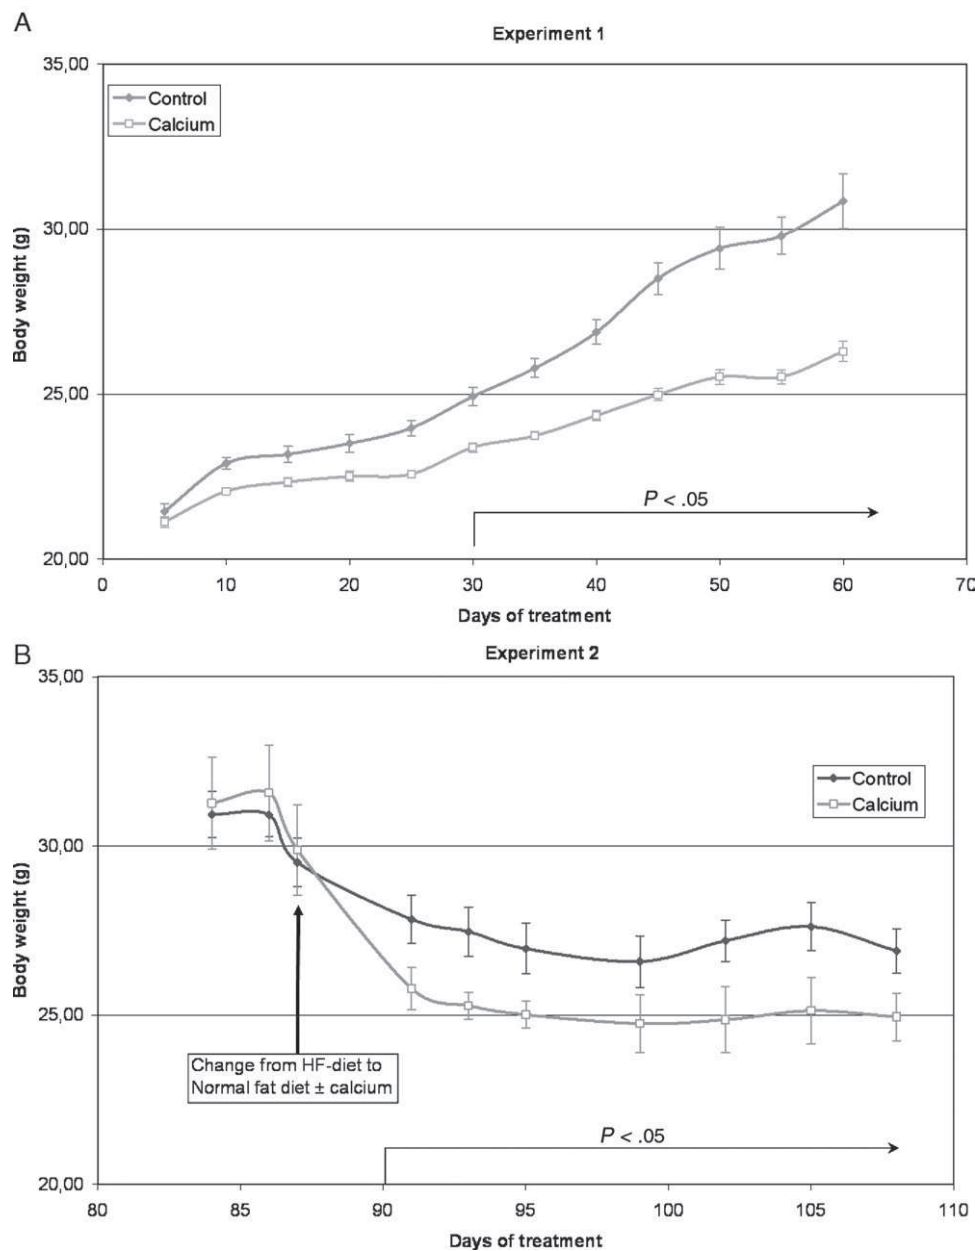 A
Experiment 1
35,00
Control
Calcium
30,00
Body weight (g)
25,00
P < .05
20,00
0 10 20 30 40 50 60 70
Days of treatment
B
Experiment 2
35,00
Control
Calcium
30,00
Body weight (g)
25,00
Change from HF-diet to
Normal fat diet ± calcium
P < .05
20,00
80 85 90 95 100 105 110
Days of treatment